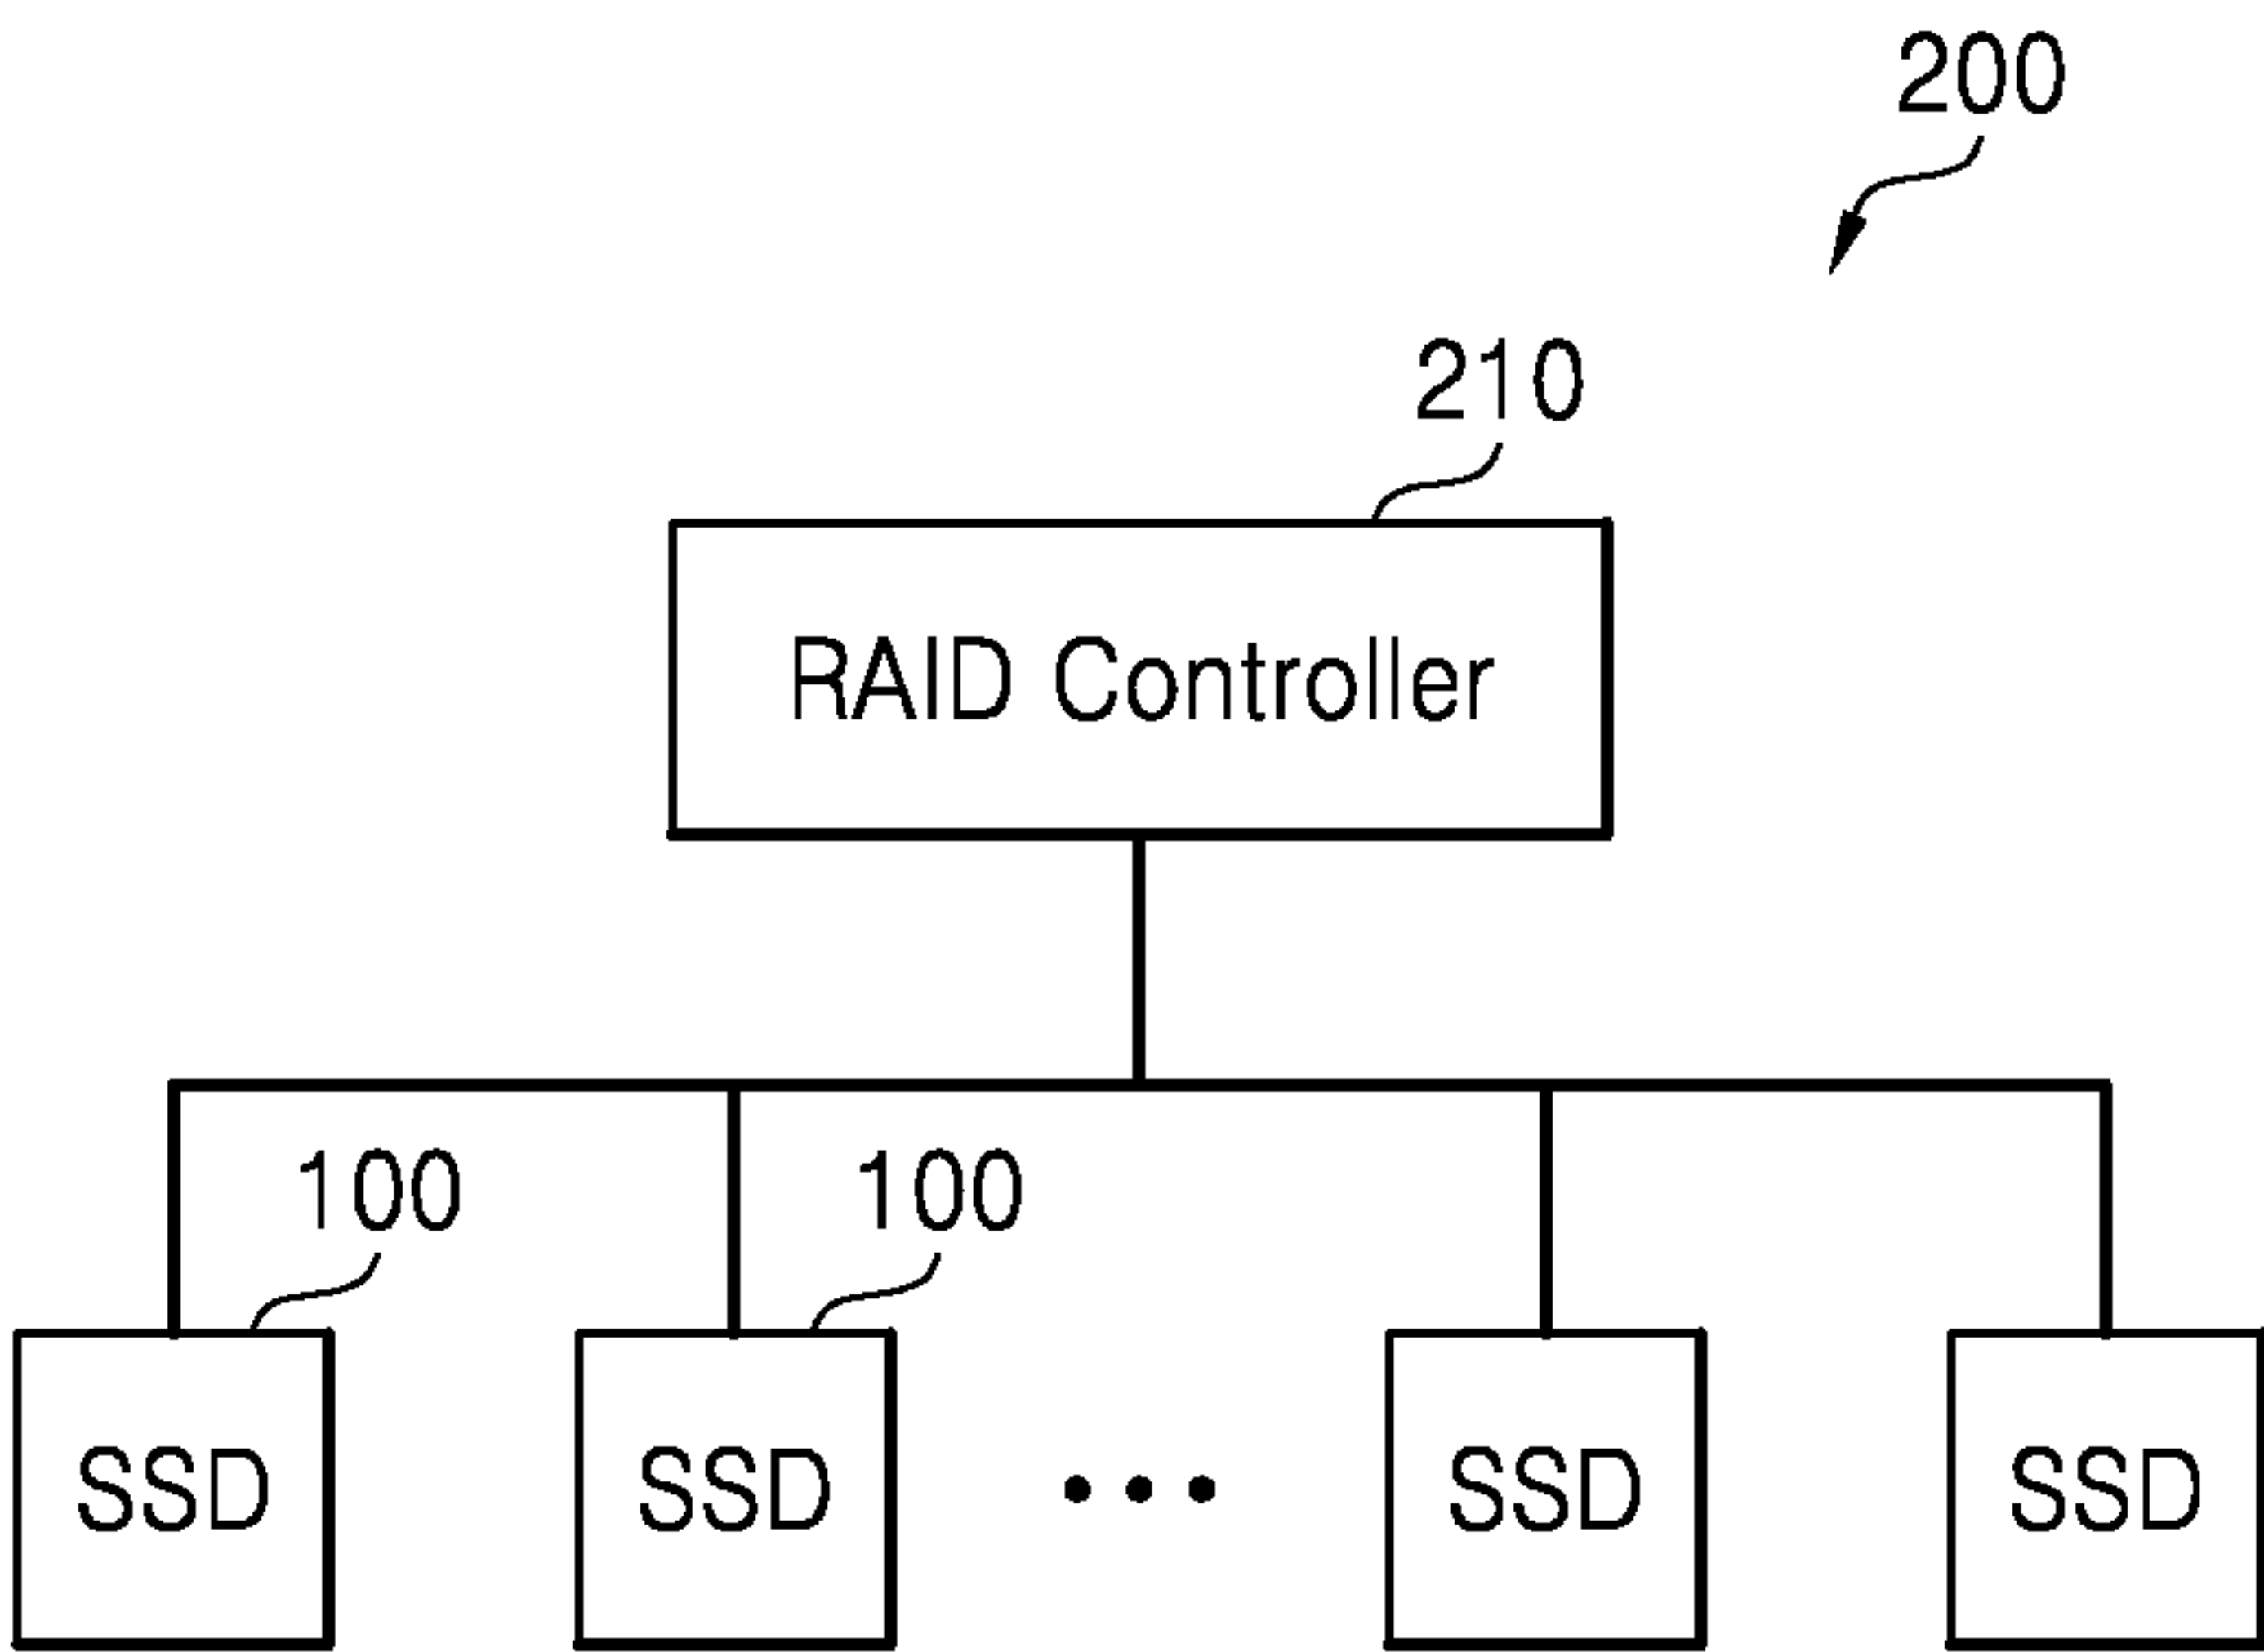 200
210
RAID Controller
100 100
SSD SSD ••• SSD SSD